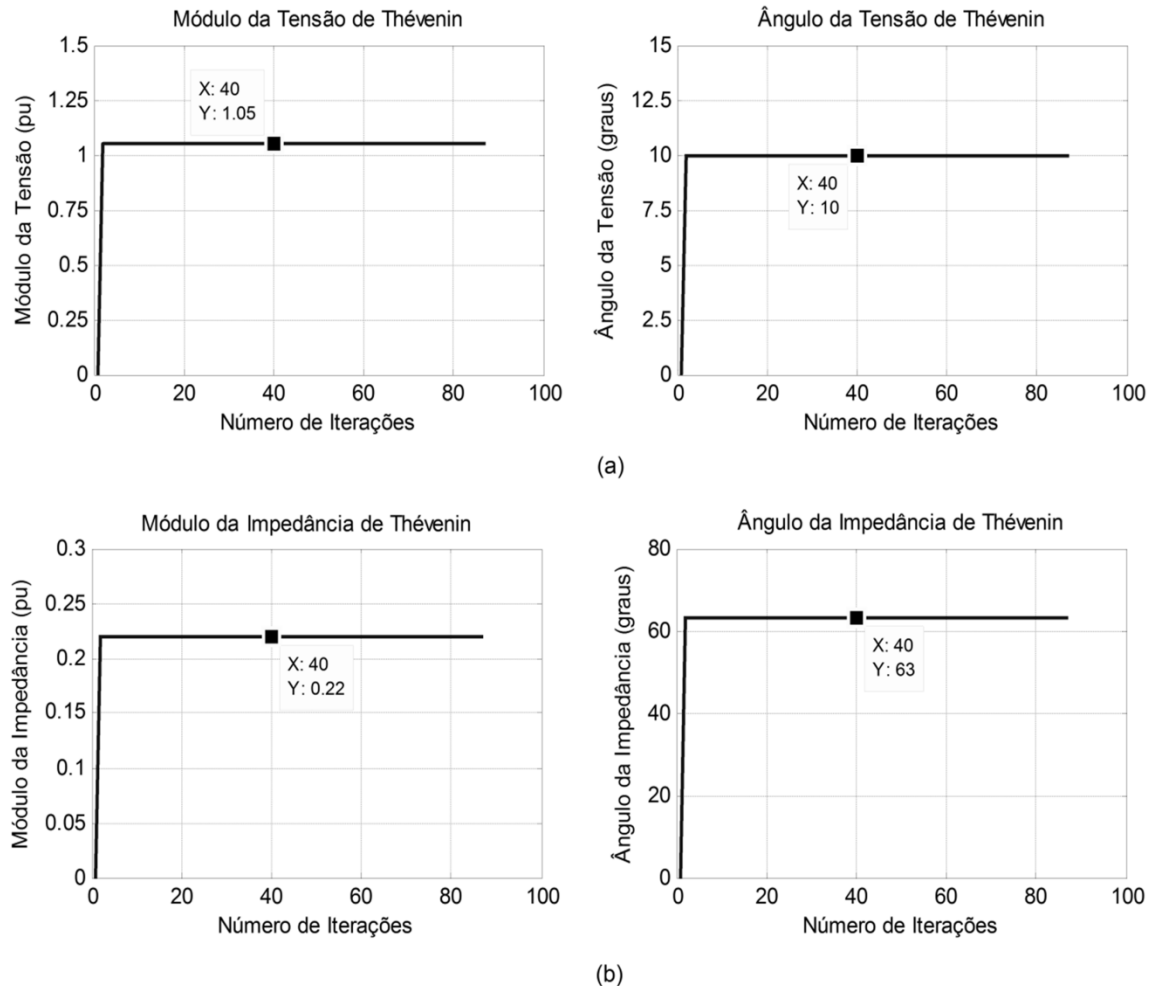 Módulo da Tensão de Thévenin
Módulo da Tensão (pu)
1.5
1.25
1
0.75
0.5
0.25
0
X: 40
Y: 1.05
0 20 40 60 80 100
Número de Iterações
Ângulo da Tensão de Thévenin
Ângulo da Tensão (graus)
15
12.5
10
7.5
5
2.5
0
X: 40
Y: 10
0 20 40 60 80 100
Número de Iterações
(a)
Módulo da Impedância de Thévenin
Módulo da Impedância (pu)
0.3
0.25
0.2
0.15
0.1
0.05
0
X: 40
Y: 0.22
0 20 40 60 80 100
Número de Iterações
Ângulo da Impedância de Thévenin
Ângulo da Impedância (graus)
80
60
40
20
0
X: 40
Y: 63
0 20 40 60 80 100
Número de Iterações
(b)